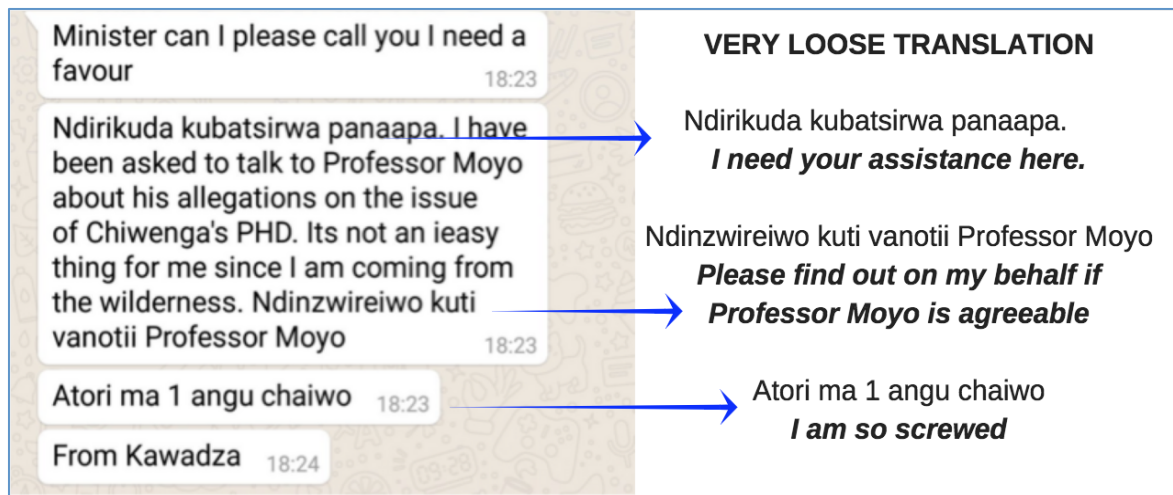 Minister can I please call you I need a
favour
18:23
Ndirikuda kubatsirwa panaapa. I have
been asked to talk to Professor Moyo
about his allegations on the issue
of Chiwenga's PHD. Its not an ieasy
thing for me since I am coming from
the wilderness. Ndinzwireiwo kuti
vanotii Professor Moyo
18:23
Atori ma 1 angu chaiwo 18:23
From Kawadza 18:24
VERY LOOSE TRANSLATION
Ndirikuda kubatsirwa panaapa.
I need your assistance here.
Ndinzwireiwo kuti vanotii Professor Moyo
Please find out on my behalf if
Professor Moyo is agreeable
Atori ma 1 angu chaiwo
I am so screwed